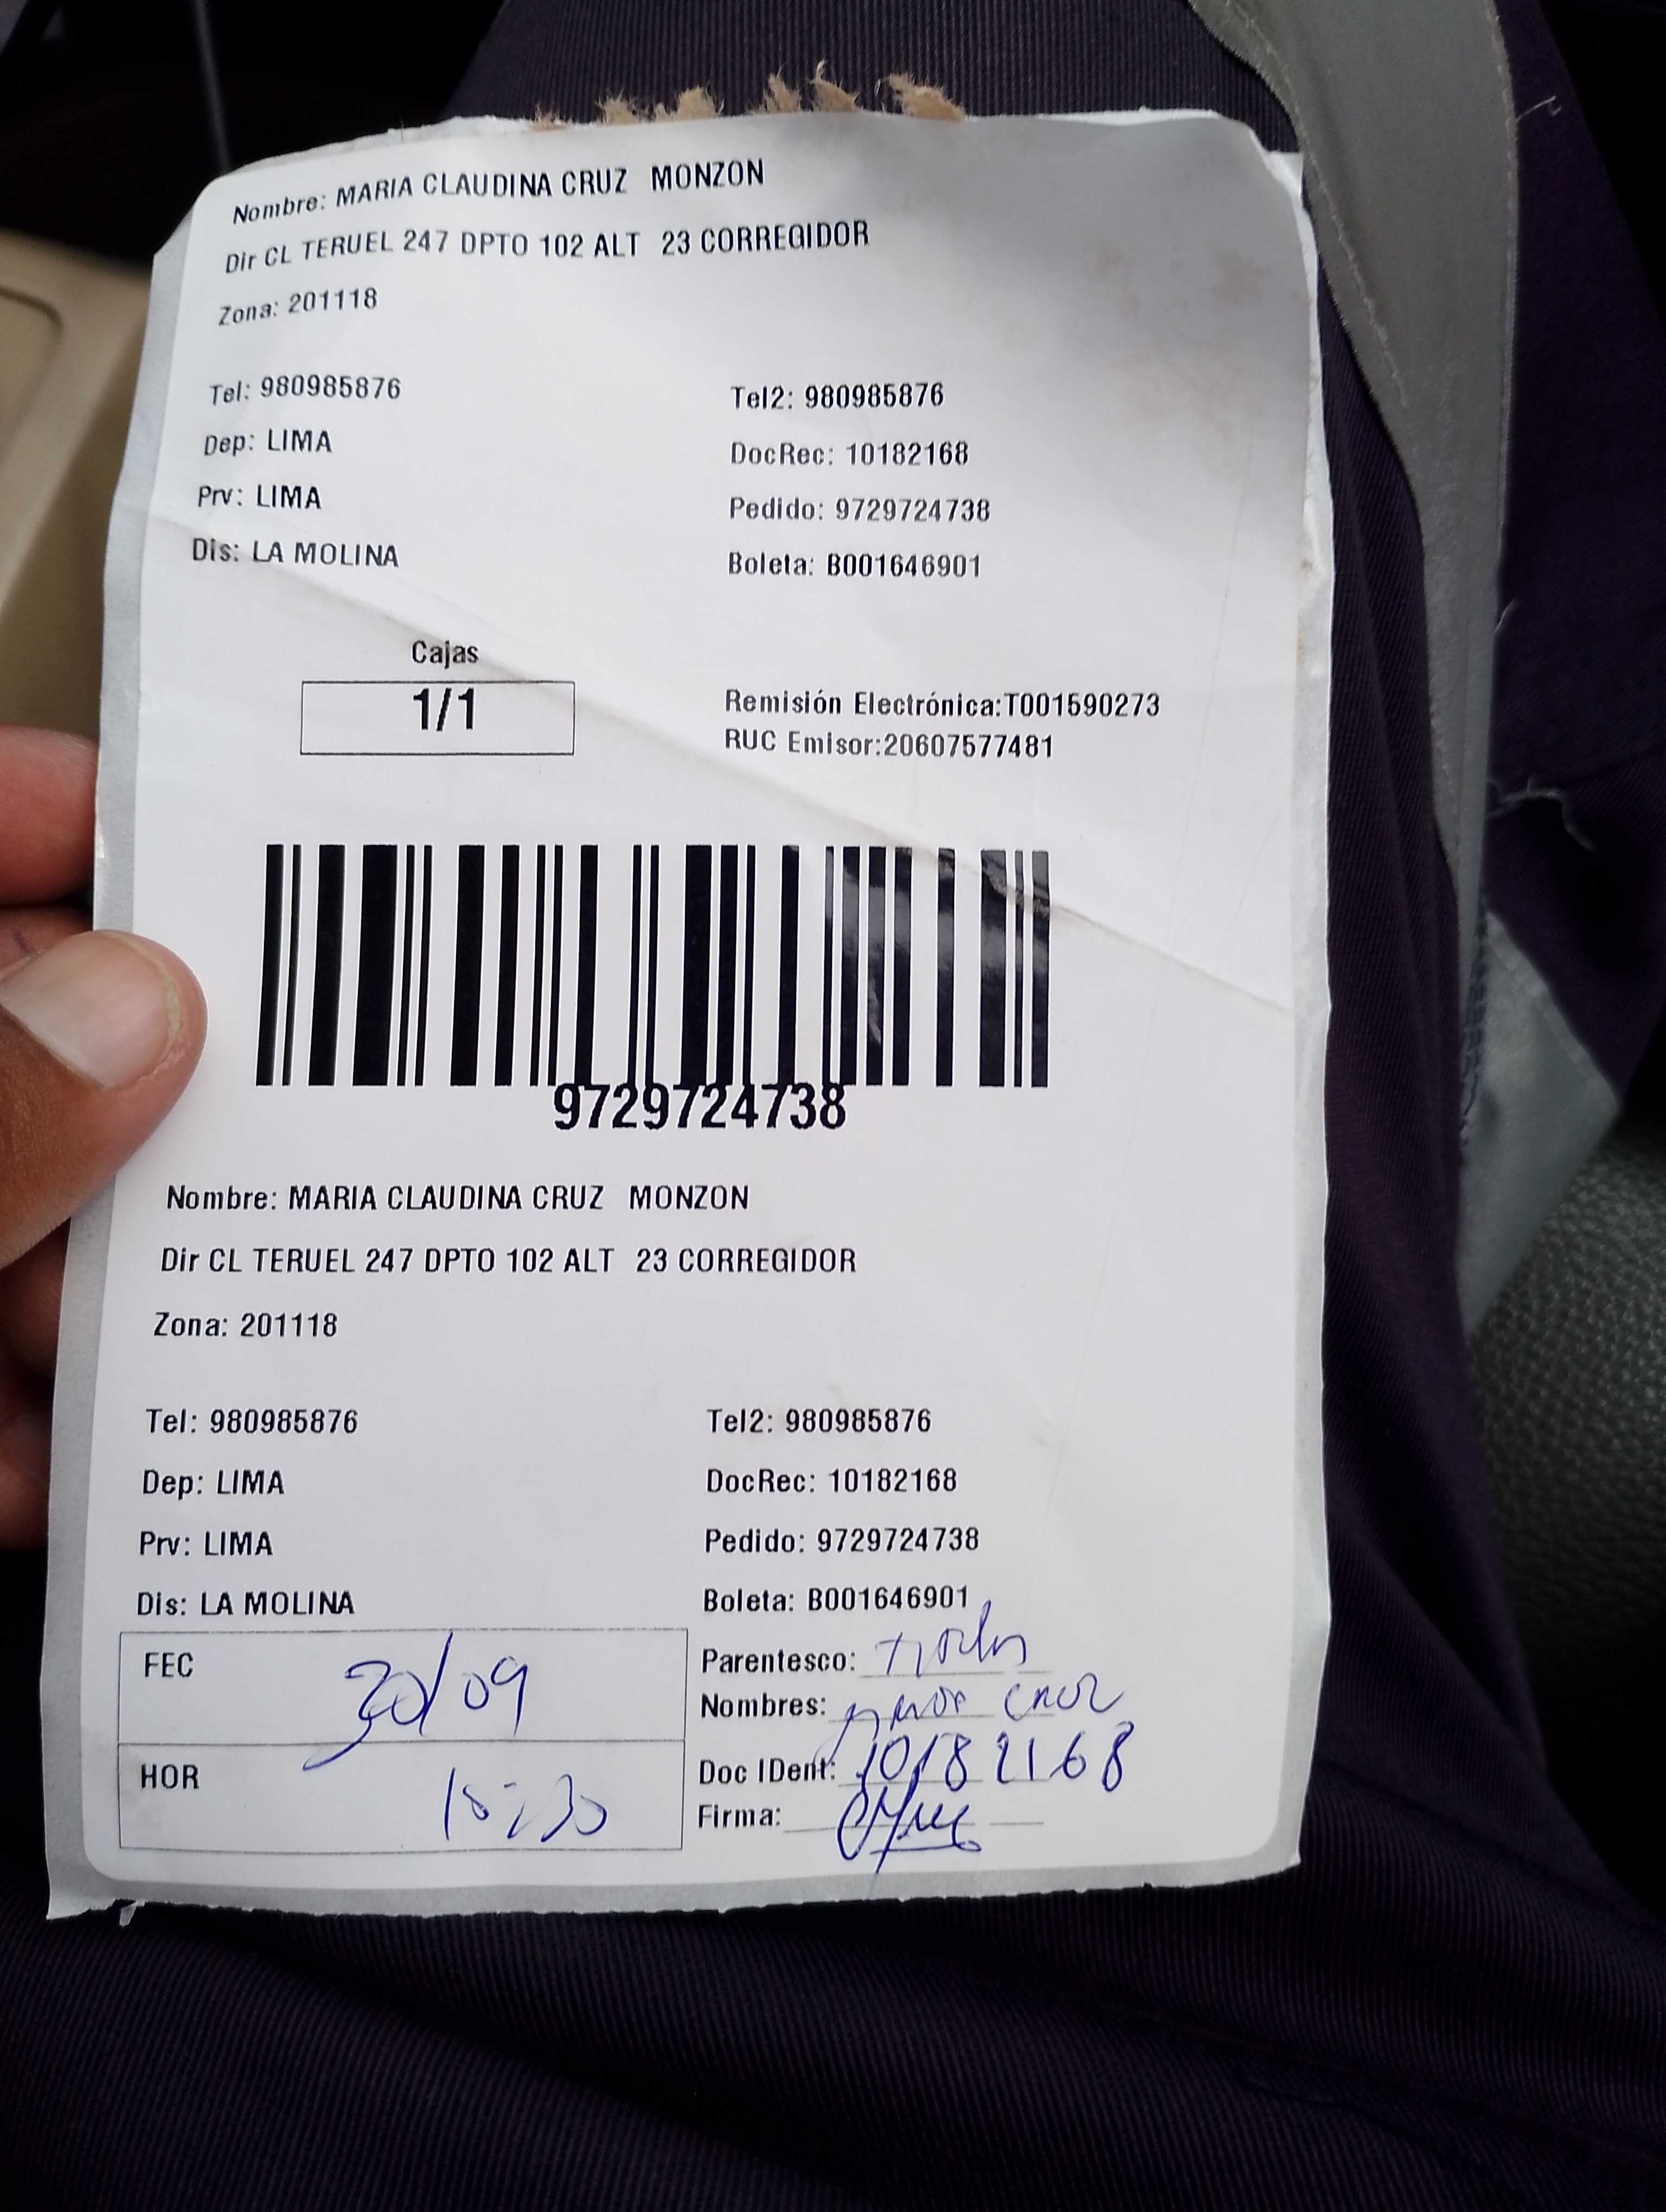 Nombre: MARIA CLAUDINA CRUZ MONZON
Dir CL TERUEL 247 DPTO 102 ALT 23 CORREGIDOR
Zona: 201118
Tel: 980985876 Tel2: 980985876
Dep: LIMA DocRec: 10182168
Prv: LIMA Pedido: 9729724738
Dis: LA MOLINA Boleta: B001646901
Cajas
1/1
Remisión Electrónica:T001590273
RUC Emisor:20607577481
9729724738
Nombre: MARIA CLAUDINA CRUZ MONZON
Dir CL TERUEL 247 DPTO 102 ALT 23 CORREGIDOR
Zona: 201118
Tel: 980985876 Tel2: 980985876
Dep: LIMA DocRec: 10182168
Prv: LIMA Pedido: 9729724738
Dis: LA MOLINA Boleta: B001646901
FEC 30/09
HOR
Parentesco:
Nombres: Cruz
Doc IDent: 10182168
Firma: